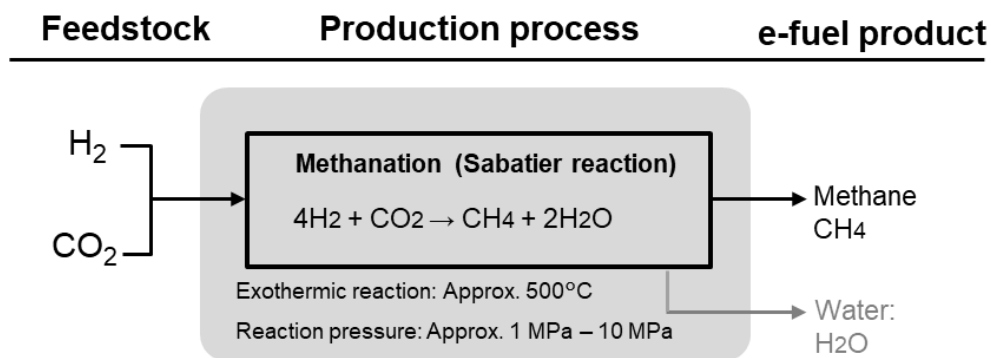 Feedstock
Production process
e-fuel product
H₂
CO₂
Methanation (Sabatier reaction)
4H2 + CO2 → CH4 + 2H2O
Exothermic reaction: Approx. 500°C
Reaction pressure: Approx. 1 MPa – 10 MPa
Methane
CH4
Water:
H2O